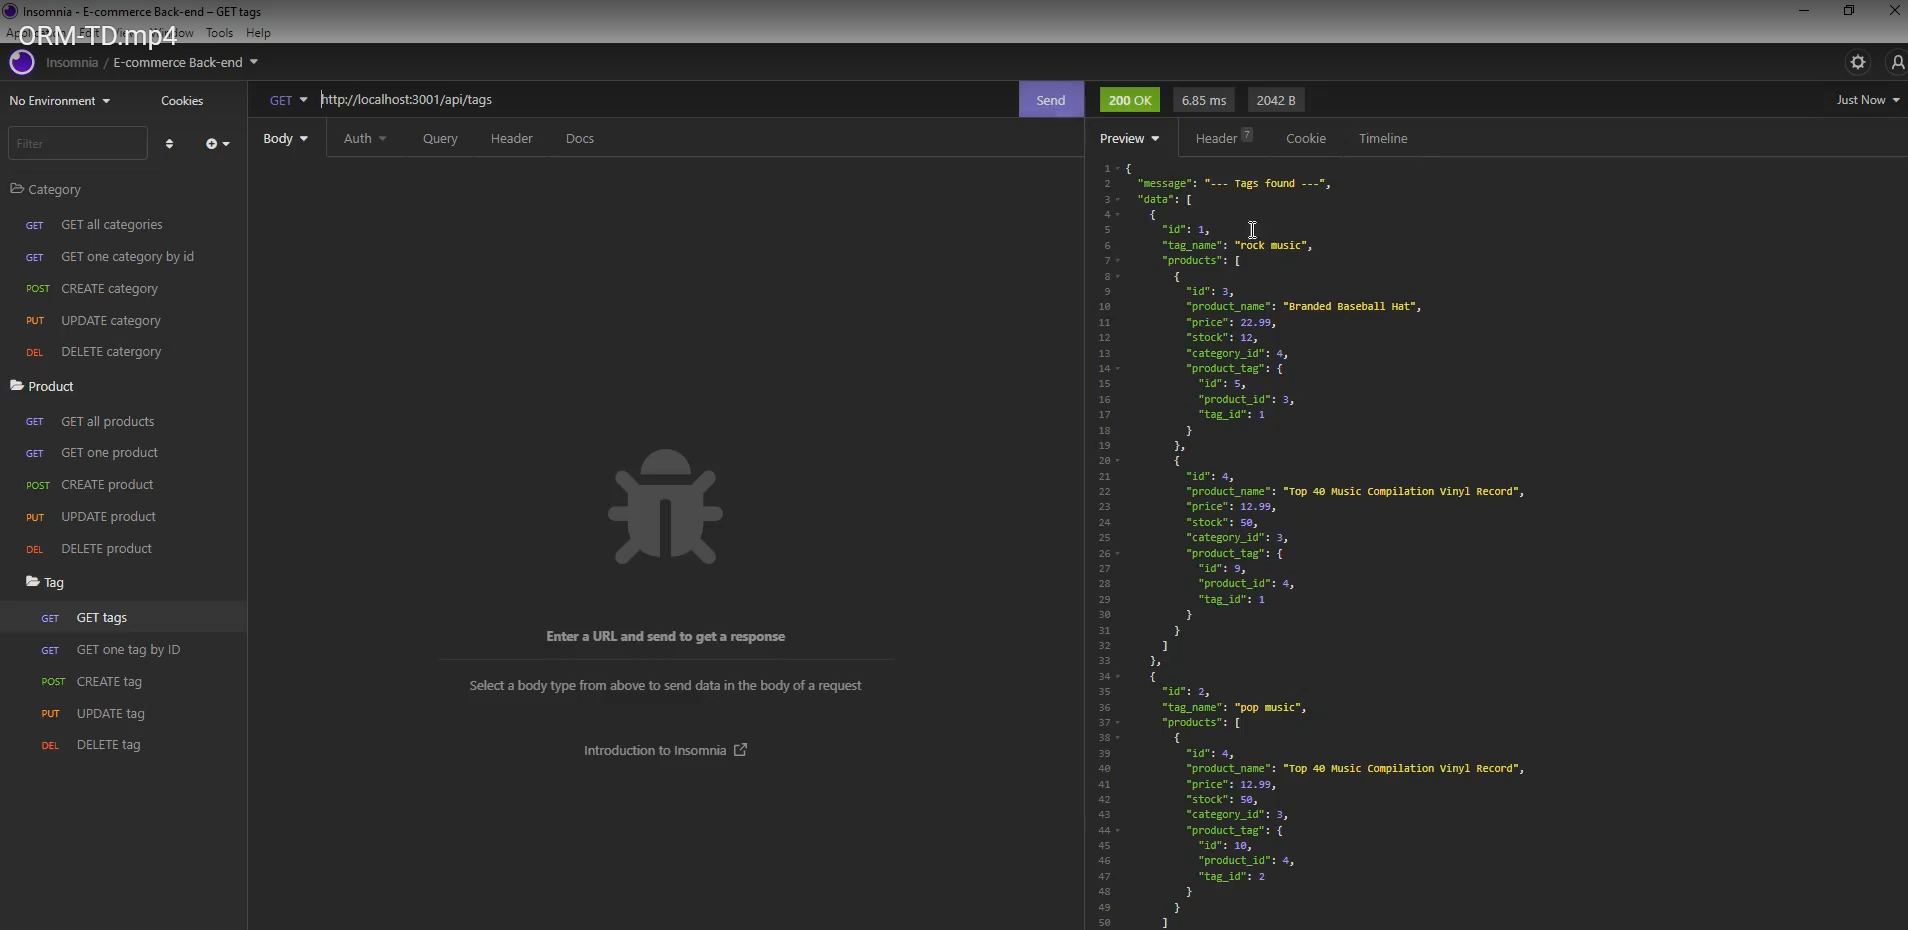 Insomnia - E-commerce Back-end – GET tags
ORM-TD.mp4
Tools Help
Insomnia / E-commerce Back-end
No Environment Cookies
Filter
Category
GET GET all categories
GET GET one category by id
POST CREATE category
PUT UPDATE category
DEL DELETE catergory
Product
GET GET all products
GET GET one product
POST CREATE product
PUT UPDATE product
DEL DELETE product
Tag
GET GET tags
GET GET one tag by ID
POST CREATE tag
PUT UPDATE tag
DEL DELETE tag
GET http://localhost:3001/api/tags Send
Body Auth Query Header Docs
Enter a URL and send to get a response
Select a body type from above to send data in the body of a request
Introduction to Insomnia
200 OK 6.85 ms 2042 B Just Now
Preview Header 7 Cookie Timeline
1 {
2 "message": "--- Tags found ---",
3 "data": [
4 {
5 "id": 1,
6 "tag_name": "rock music",
7 "products": [
8 {
9 "id": 3,
10 "product_name": "Branded Baseball Hat",
11 "price": 22.99,
12 "stock": 12,
13 "category_id": 4,
14 "product_tag": {
15 "id": 5,
16 "product_id": 3,
17 "tag_id": 1
18 }
19 },
20 {
21 "id": 4,
22 "product_name": "Top 40 Music Compilation Vinyl Record",
23 "price": 12.99,
24 "stock": 50,
25 "category_id": 3,
26 "product_tag": {
27 "id": 9,
28 "product_id": 4,
29 "tag_id": 1
30 }
31 }
32 ]
33 },
34 {
35 "id": 2,
36 "tag_name": "pop music",
37 "products": [
38 {
39 "id": 4,
40 "product_name": "Top 40 Music Compilation Vinyl Record",
41 "price": 12.99,
42 "stock": 50,
43 "category_id": 3,
44 "product_tag": {
45 "id": 10,
46 "product_id": 4,
47 "tag_id": 2
48 }
49 }
50 ]